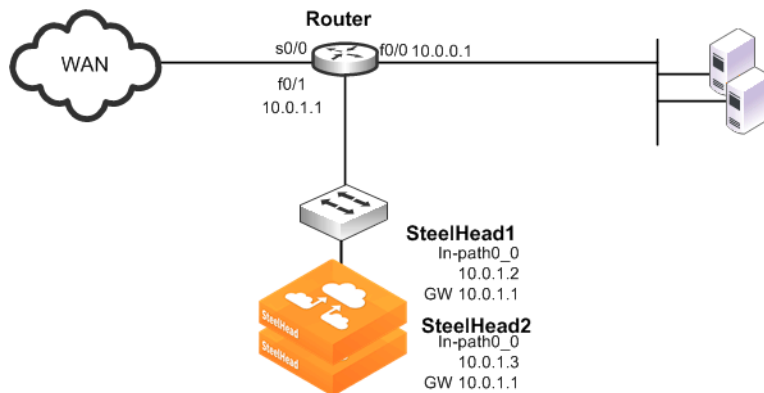 Router
WAN
s0/0
f0/0 10.0.0.1
f0/1
10.0.1.1
SteelHead1
In-path0_0
10.0.1.2
GW 10.0.1.1
SteelHead2
In-path0_0
10.0.1.3
GW 10.0.1.1
SteelHead
SteelHead